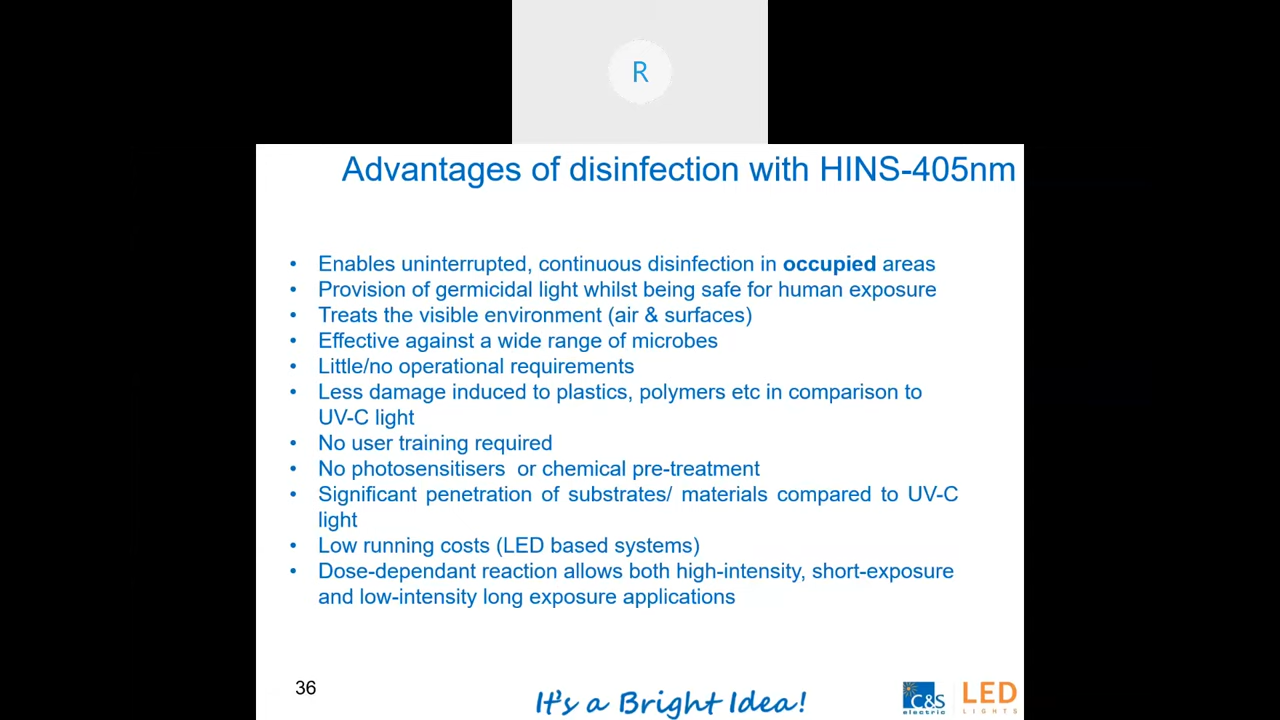 R
Advantages of disinfection with HINS-405nm
• Enables uninterrupted, continuous disinfection in occupied areas
• Provision of germicidal light whilst being safe for human exposure
• Treats the visible environment (air & surfaces)
• Effective against a wide range of microbes
• Little/no operational requirements
• Less damage induced to plastics, polymers etc in comparison to
UV-C light
• No user training required
• No photosensitisers or chemical pre-treatment
• Significant penetration of substrates/ materials compared to UV-C
light
• Low running costs (LED based systems)
• Dose-dependant reaction allows both high-intensity, short-exposure
and low-intensity long exposure applications
36
It's a Bright Idea!
C&S
electric
LED
LIGHTS